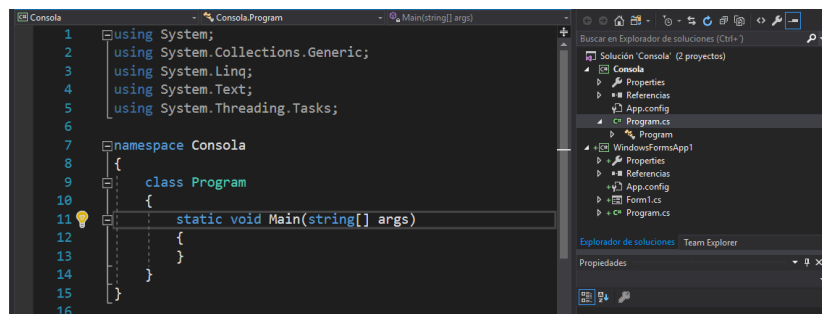 Consola
Consola.Program
Main(string[] args)
1 using System;
2 using System.Collections.Generic;
3 using System.Linq;
4 using System.Text;
5 using System.Threading.Tasks;
6
7 namespace Consola
8 {
9 class Program
10 {
11 static void Main(string[] args)
12 {
13 }
14 }
15 }
16
Buscar en Explorador de soluciones (Ctrl+¨)
Solución 'Consola' (2 proyectos)
Consola
Properties
Referencias
App.config
Program.cs
Program
WindowsFormsApp1
Properties
Referencias
App.config
Form1.cs
Program.cs
Explorador de soluciones Team Explorer
Propiedades